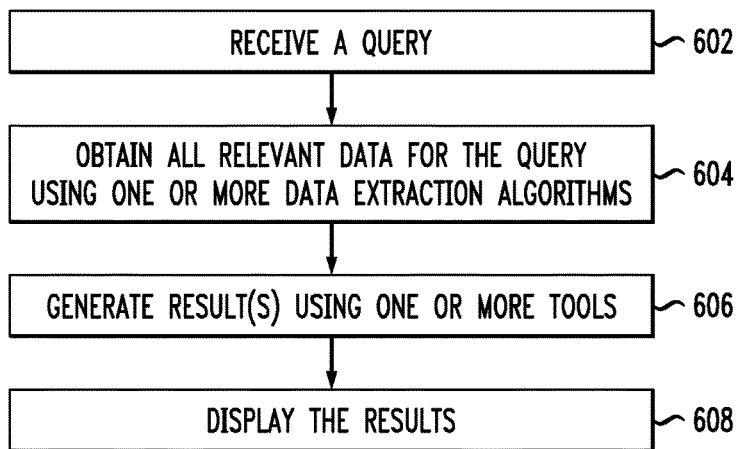 RECEIVE A QUERY
602
OBTAIN ALL RELEVANT DATA FOR THE QUERY
USING ONE OR MORE DATA EXTRACTION ALGORITHMS
604
GENERATE RESULT(S) USING ONE OR MORE TOOLS
606
DISPLAY THE RESULTS
608